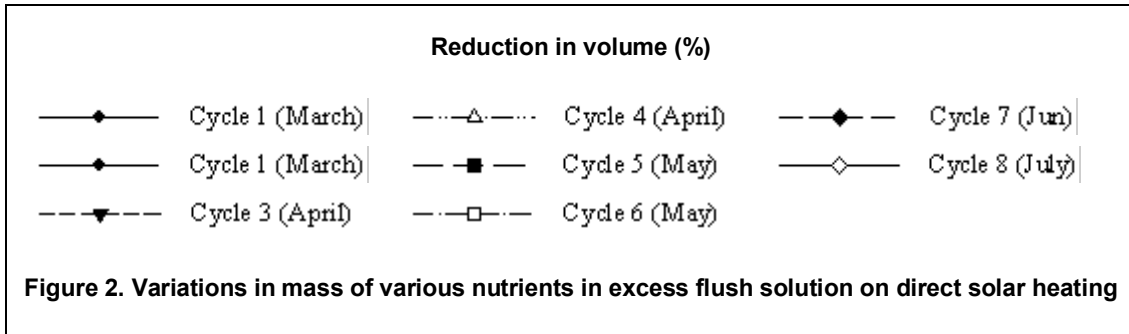 Reduction in volume (%)
Cycle 1 (March) Cycle 4 (April) Cycle 7 (Jun)
Cycle 1 (March) Cycle 5 (May) Cycle 8 (July)
Cycle 3 (April) Cycle 6 (May)
Figure 2. Variations in mass of various nutrients in excess flush solution on direct solar heating